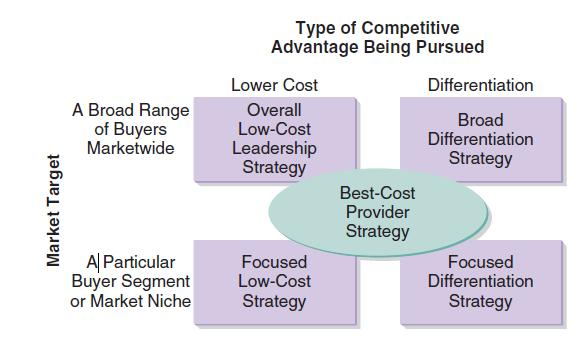 Type of Competitive
Advantage Being Pursued
Lower Cost
Differentiation
Market Target
A Broad Range
of Buyers
Marketwide
Overall
Low-Cost
Leadership
Strategy
Broad
Differentiation
Strategy
Best-Cost
Provider
Strategy
A Particular
Buyer Segment
or Market Niche
Focused
Low-Cost
Strategy
Focused
Differentiation
Strategy